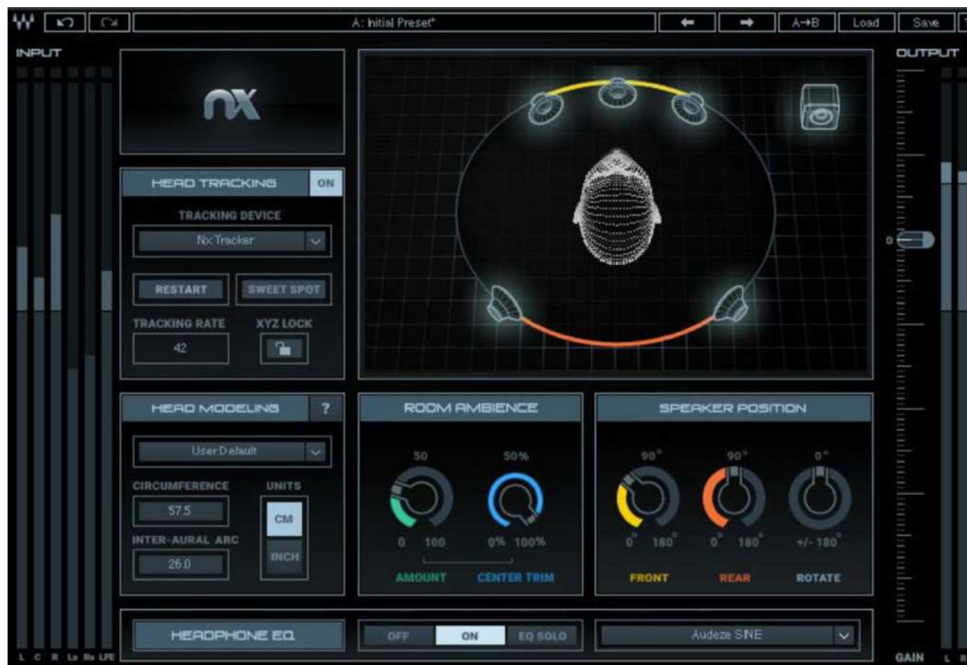 A: Initial Preset*
A→B Load Save
INPUT
OUTPUT
nx
HEAD TRACKING ON
TRACKING DEVICE
Nx Tracker
RESTART SWEET SPOT
TRACKING RATE XYZ LOCK
42
0
HEAD MODELING ?
User Default
CIRCUMFERENCE UNITS
57.5
CM
INTER-AURAL ARC
INCH
26.0
ROOM AMBIENCE
50 50%
0 100 0% 100%
AMOUNT CENTER TRIM
SPEAKER POSITION
90° 90° 0°
0° 180° 0° 180° +/- 180°
FRONT REAR ROTATE
HEADPHONE EQ OFF ON EQ SOLO Audeze SINE
L C R Ls Rs LFE
GAIN L R